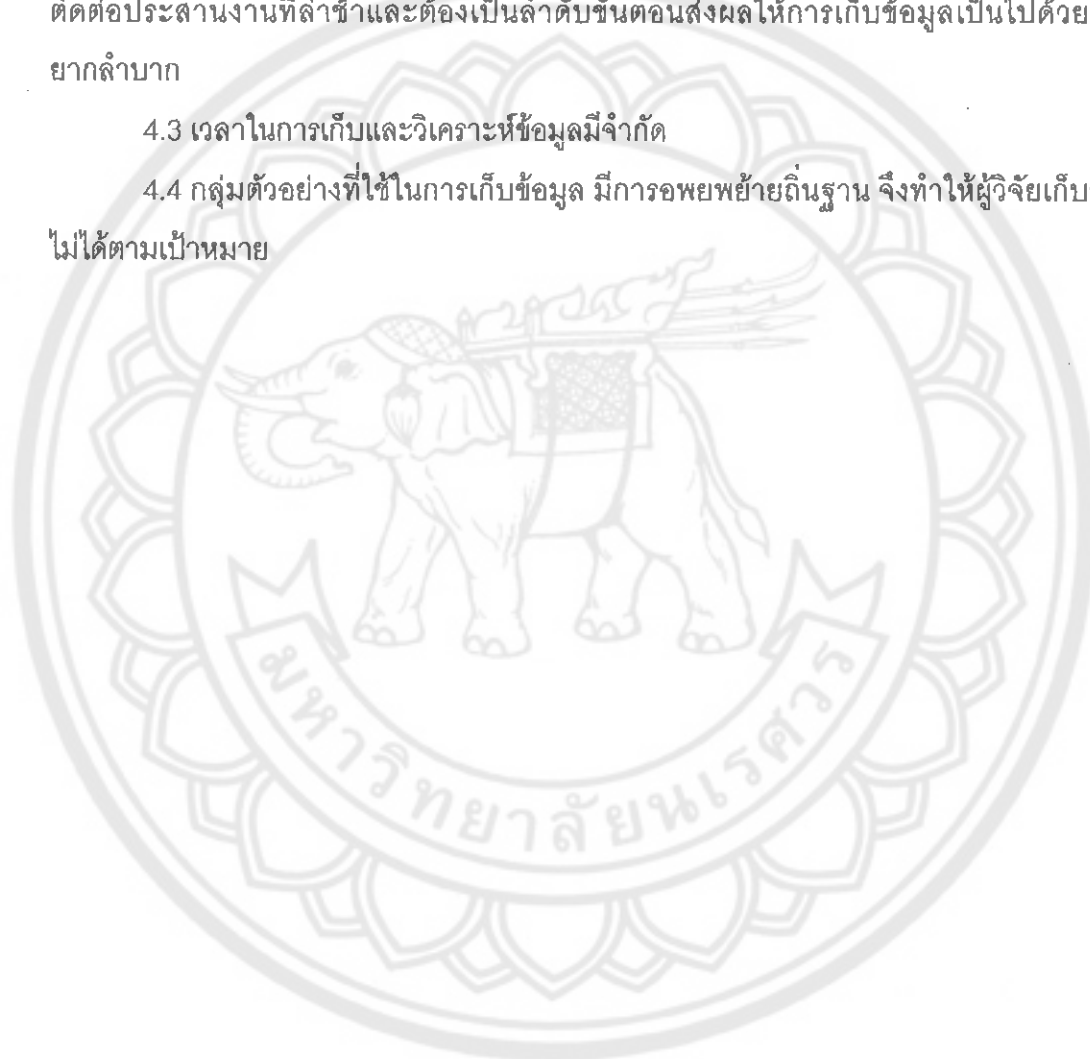 ติดต่อประสานงานที่ล่าช้าและต้องเป็นลำดับขั้นตอนส่งผลให้การเก็บข้อมูลเป็นไปด้วย
ยากลำบาก
4.3 เวลาในการเก็บและวิเคราะห์ข้อมูลมีจำกัด
4.4 กลุ่มตัวอย่างที่ใช้ในการเก็บข้อมูล มีการอพยพย้ายถิ่นฐาน จึงทำให้ผู้วิจัยเก็บ
ไม่ได้ตามเป้าหมาย
มหาวิทยาลัยนเรศวร